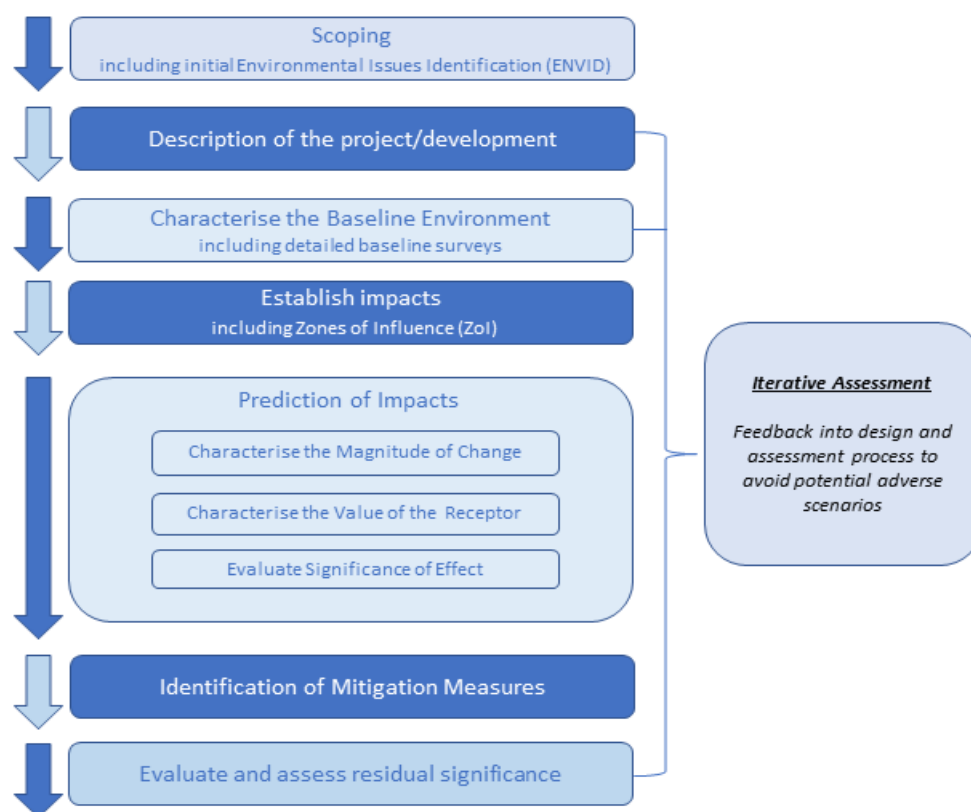 Scoping
including initial Environmental Issues Identification (ENVID)
Description of the project/development
Characterise the Baseline Environment
including detailed baseline surveys
Establish impacts
including Zones of Influence (ZoI)
Prediction of Impacts
Characterise the Magnitude of Change
Characterise the Value of the Receptor
Evaluate Significance of Effect
Identification of Mitigation Measures
Evaluate and assess residual significance
Iterative Assessment
Feedback into design and
assessment process to
avoid potential adverse
scenarios